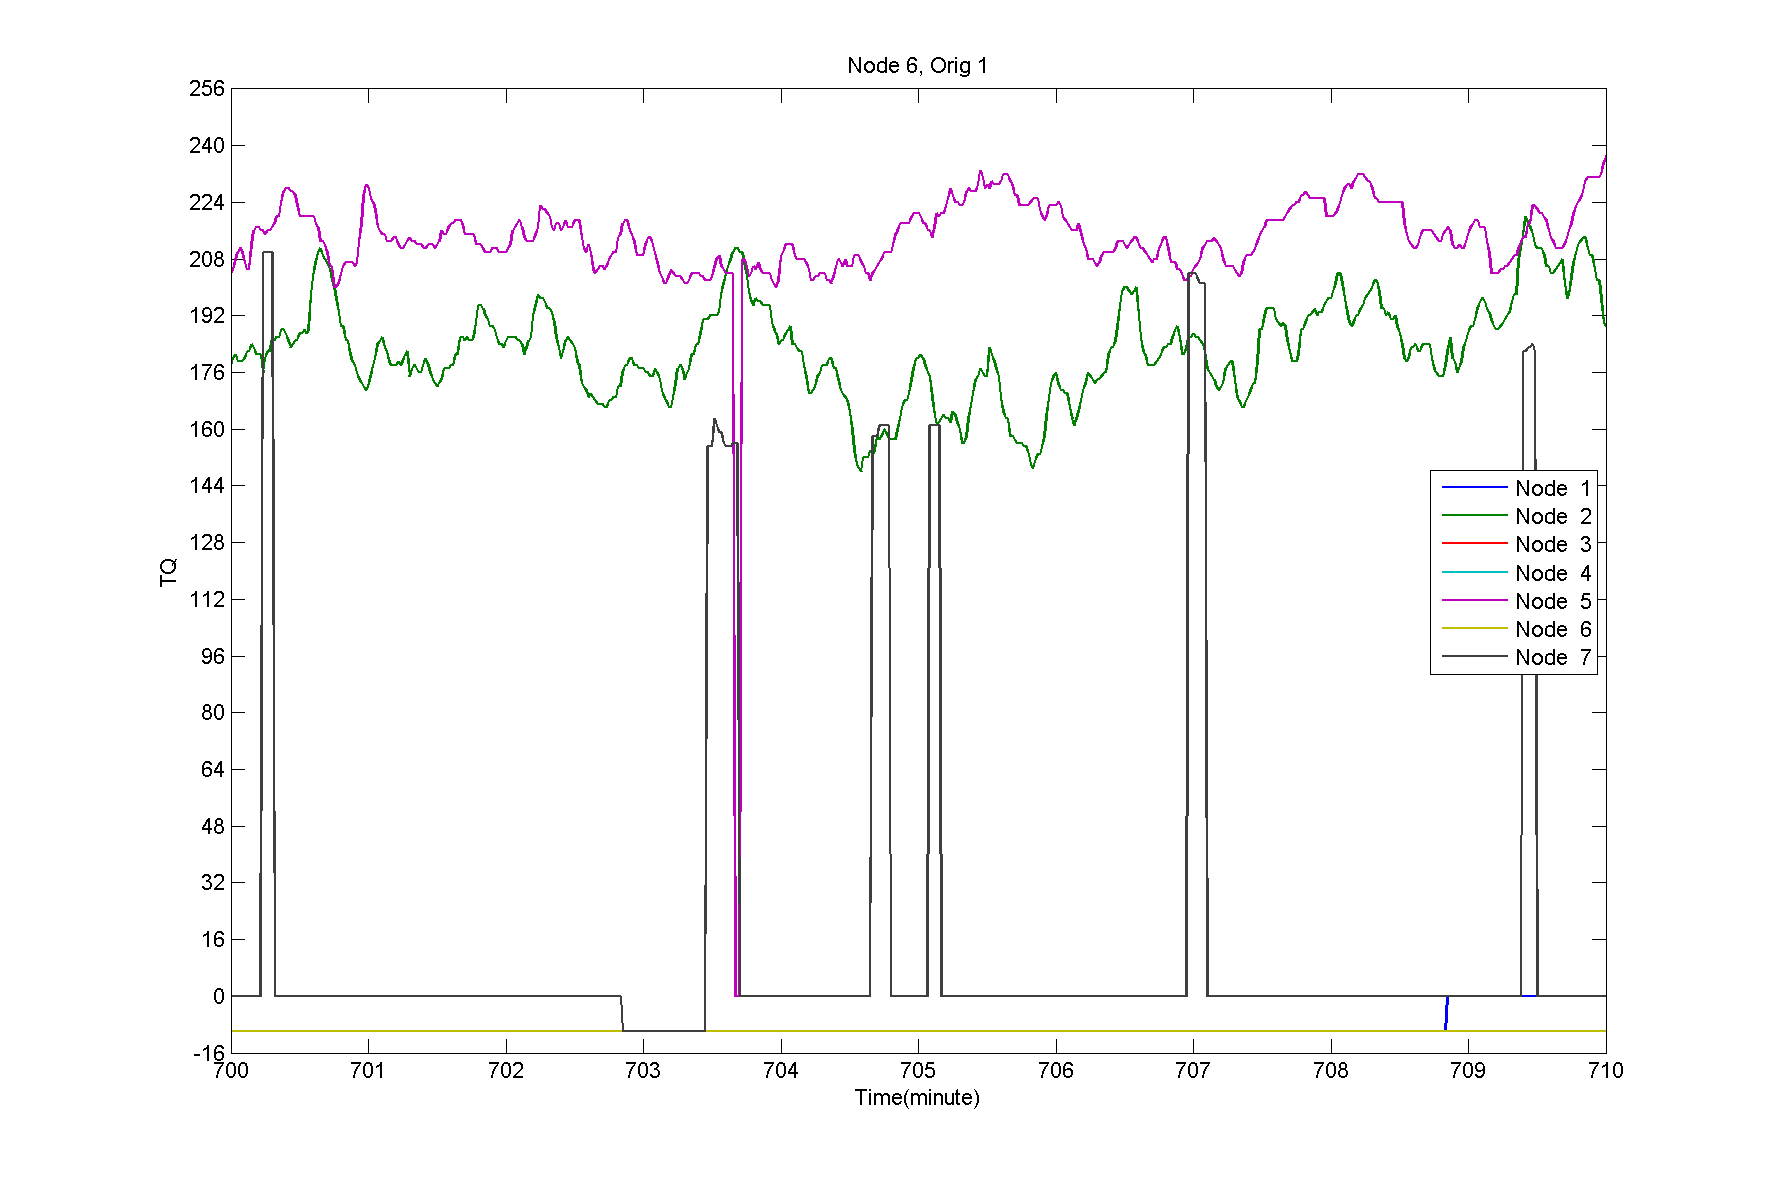 Node 6, Orig 1
256
240
224
208
192
176
160
144
128
112
96
80
64
48
32
16
0
-16
TQ
Node 1
Node 2
Node 3
Node 4
Node 5
Node 6
Node 7
700 701 702 703 704 705 706 707 708 709 710
Time(minute)